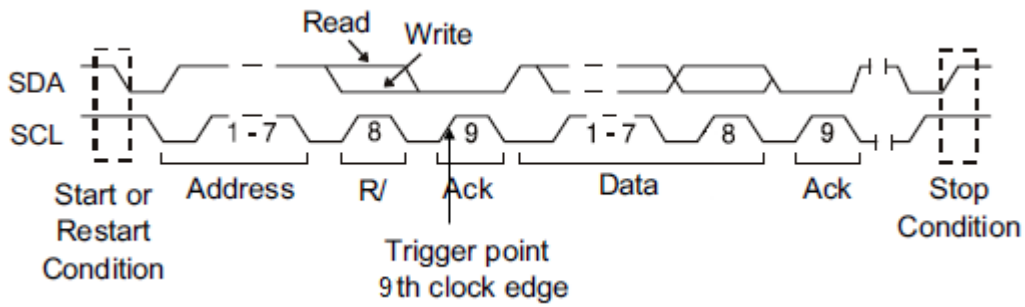 Read
Write
SDA
SCL
1 - 7
8
9
1 - 7
8
9
Address
R/
Ack
Data
Ack
Start or
Restart
Condition
Stop
Condition
Trigger point
9th clock edge